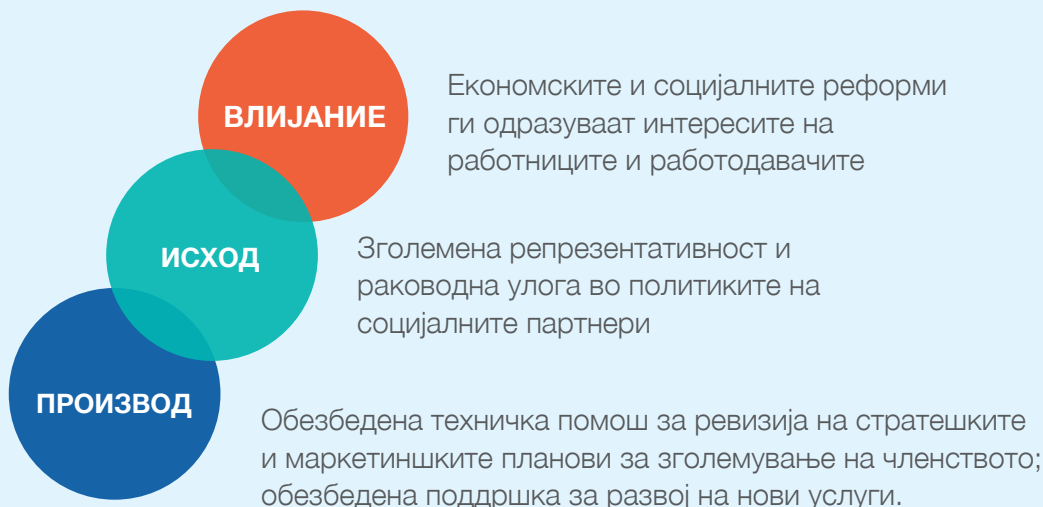 ВЛИЈАНИЕ
Економските и социјалните реформи
ги одразуваат интересите на
работниците и работодавачите
ИСХОД
Зголемена репрезентативност и
раководна улога во политиките на
социјалните партнери
ПРОИЗВОД
Обезбедена техничка помош за ревизија на стратешките
и маркетиншките планови за зголемување на членството;
обезбедена поддршка за развој на нови услуги.